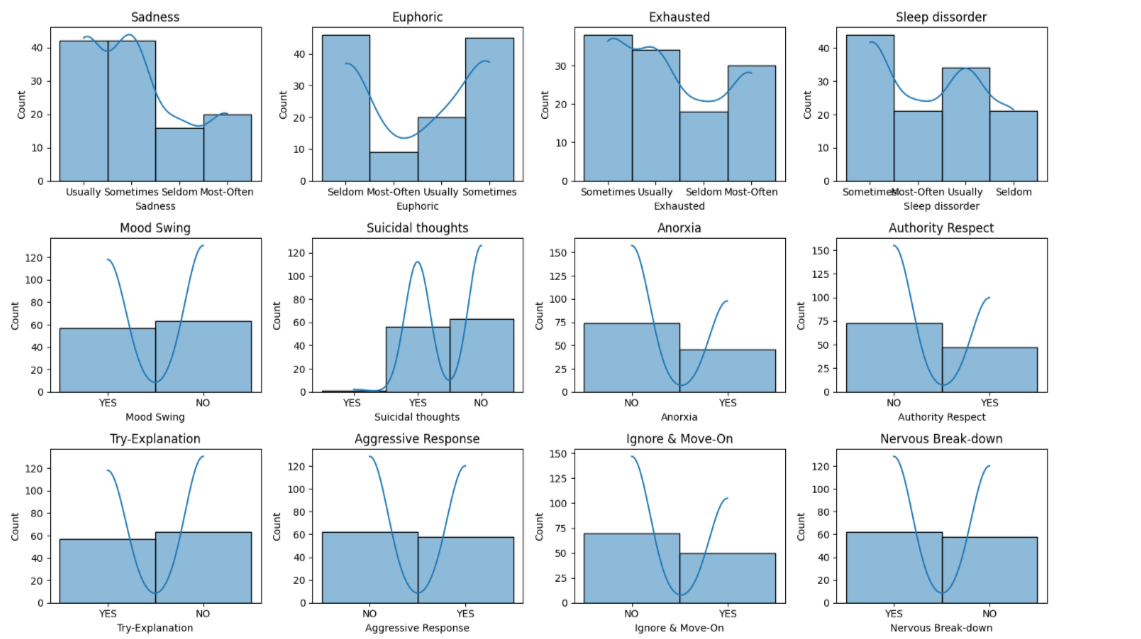 Sadness
Count
40
30
20
10
0
Usually Sometimes Seldom Most-Often
Sadness
Euphoric
Count
40
30
20
10
0
Seldom Most-Often Usually Sometimes
Euphoric
Exhausted
Count
30
20
10
0
Sometimes Usually Seldom Most-Often
Exhausted
Sleep dissorder
Count
40
30
20
10
0
Sometimes Most-Often Usually Seldom
Sleep dissorder
Mood Swing
Count
120
100
80
60
40
20
0
YES NO
Mood Swing
Suicidal thoughts
Count
120
100
80
60
40
20
0
YES YES NO
Suicidal thoughts
Anorxia
Count
150
125
100
75
50
25
0
NO YES
Anorxia
Authority Respect
Count
150
125
100
75
50
25
0
NO YES
Authority Respect
Try-Explanation
Count
120
100
80
60
40
20
0
YES NO
Try-Explanation
Aggressive Response
Count
120
100
80
60
40
20
0
NO YES
Aggressive Response
Ignore & Move-On
Count
150
125
100
75
50
25
0
NO YES
Ignore & Move-On
Nervous Break-down
Count
120
100
80
60
40
20
0
YES NO
Nervous Break-down